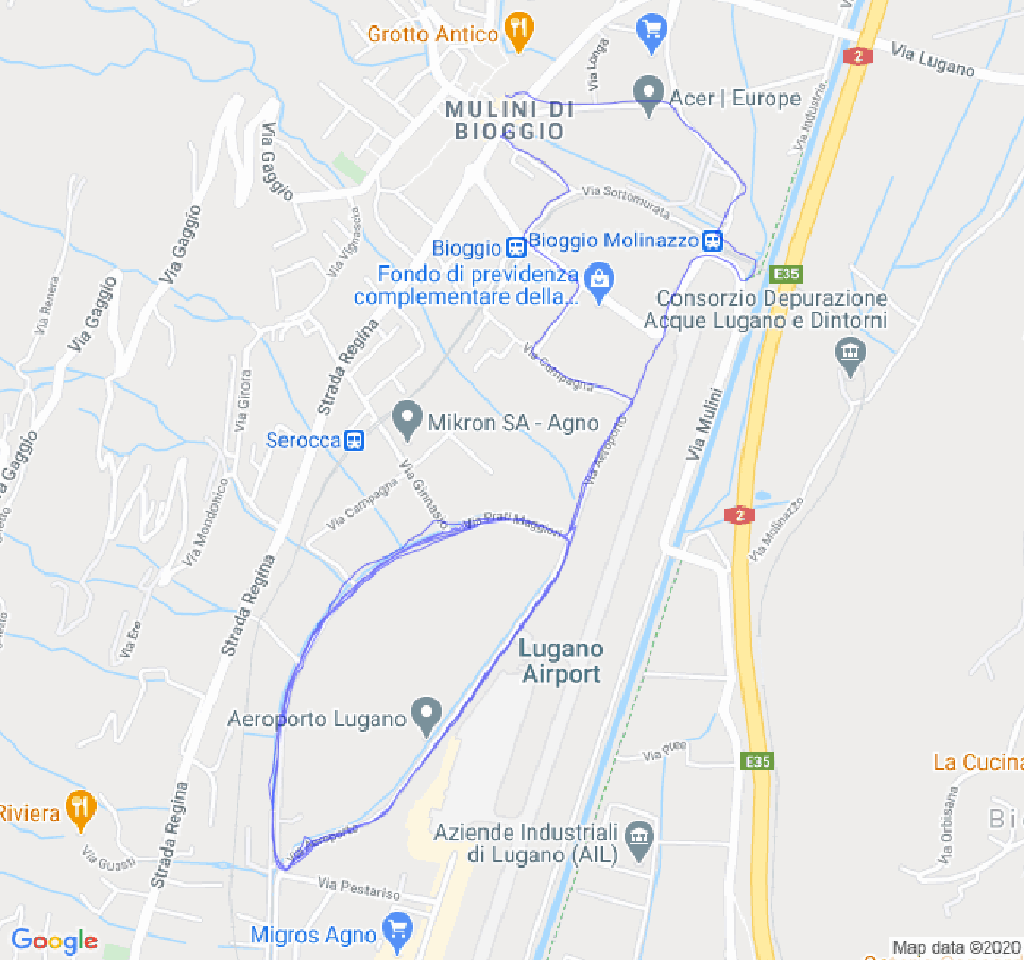 Grotto Antico
2
Via Lugano
Via Longa
Acer | Europe
MULINI DI
BIOGGIO
Via Industria
Via Gaggio
Via Sottomurata
Via Vignascia
Via Gaggio
Bioggio
Bioggio Molinazzo
E35
Fondo di previdenza
complementare della...
Consorzio Depurazione
Acque Lugano e Dintorni
Via Renera
Via Gaggio
Strada Regina
Via Campagna
Via Girora
Mikron SA - Agno
Via Mulini
Serocca
Via Aeroporto
Via Gaggio
Via Ginnasio
Via Campagna
Via Mondonico
Via Prati Maggiori
2
Via Molinazzo
Strada Regina
Via Ere
Lugano
Airport
Aeroporto Lugano
Via Plee
E35
La Cucina
Riviera
Strada Regina
Via Guasti
Via Aeroporto
Aziende Industriali
di Lugano (AIL)
Via Orbisana
Bio
Via Pestariso
Migros Agno
Google
Map data ©2020